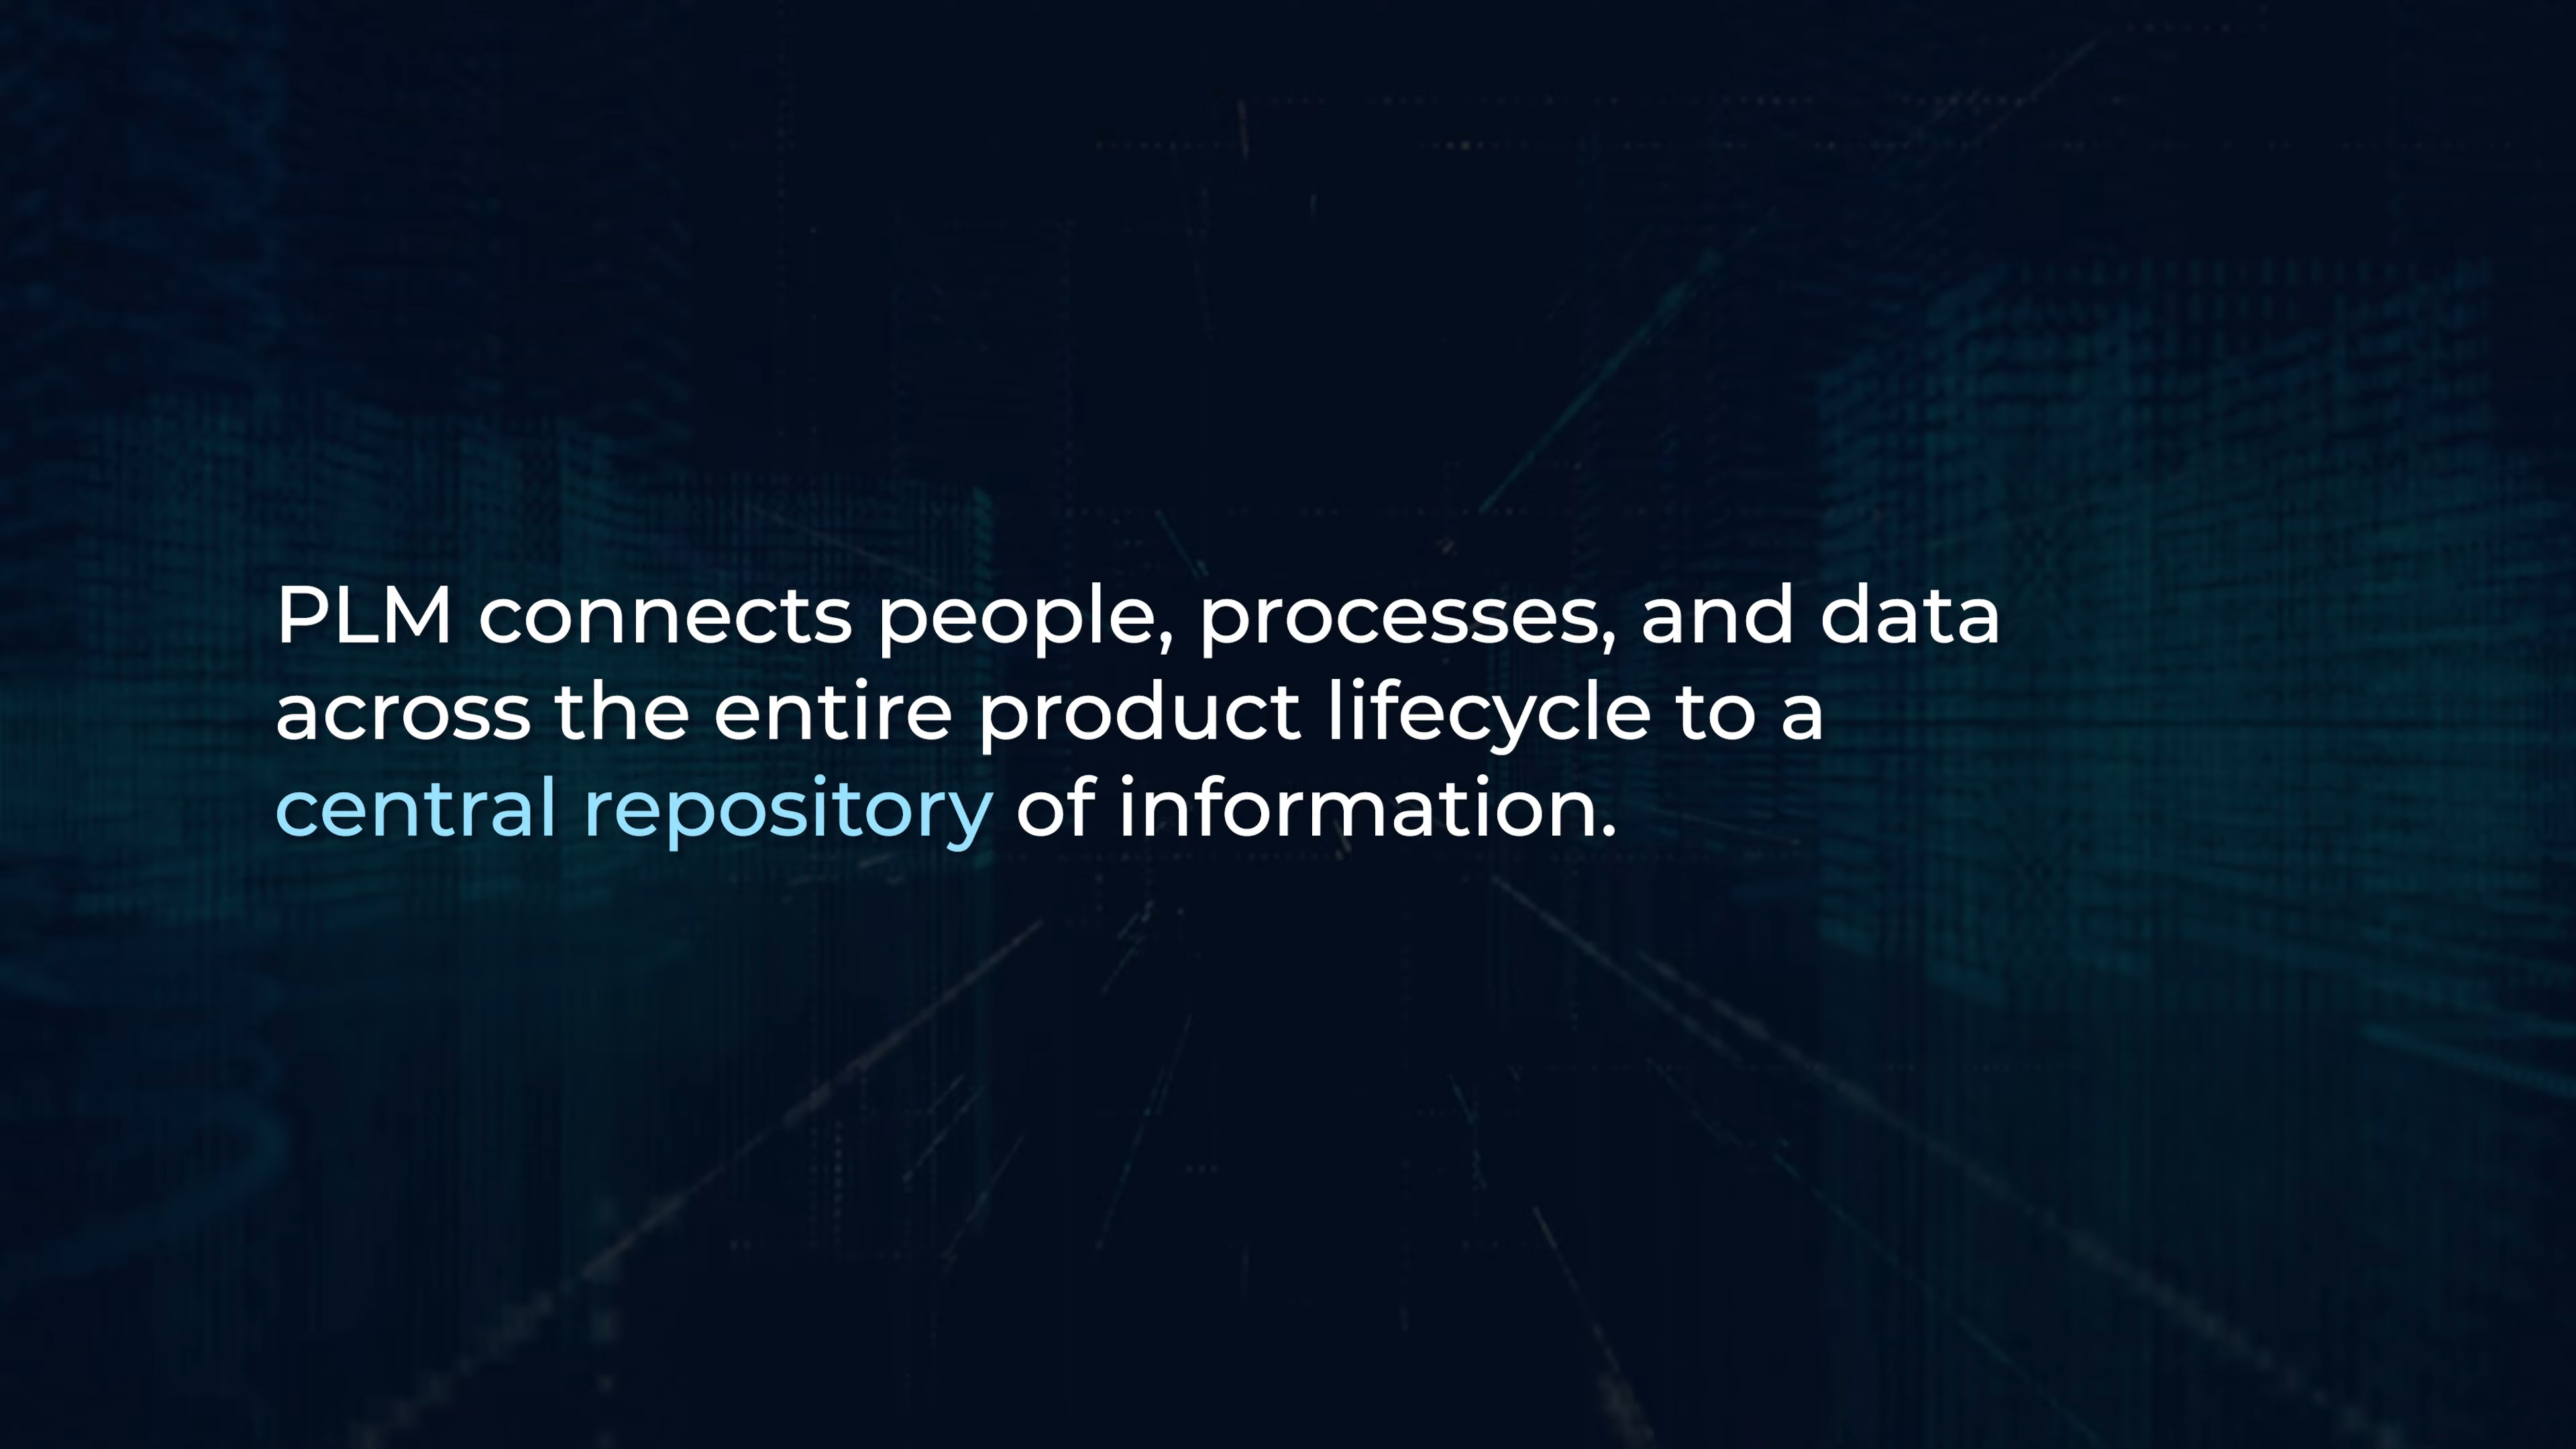 PLM connects people, processes, and data
across the entire product lifecycle to a
central repository of information.